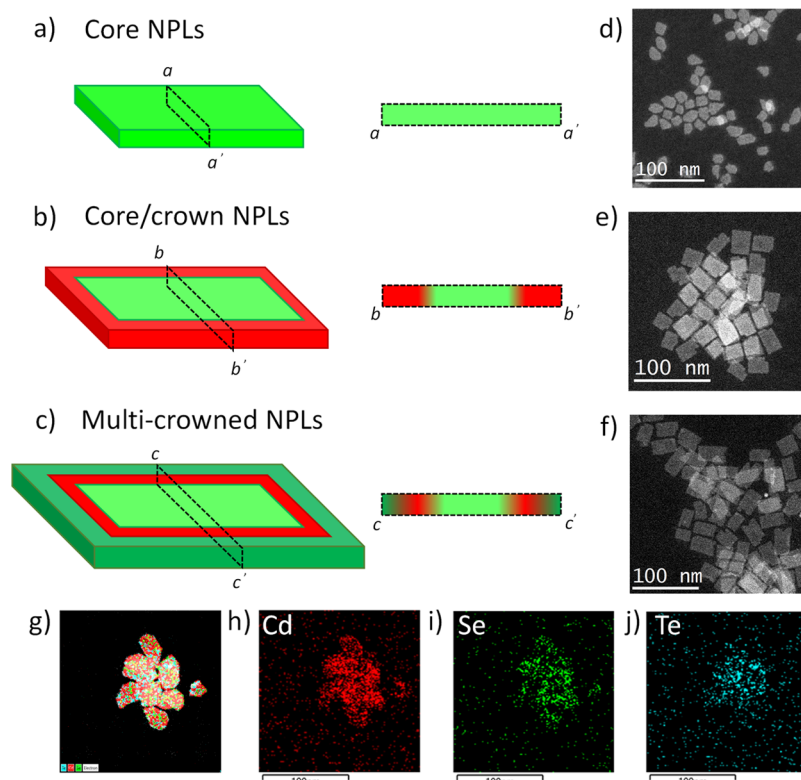 a) Core NPLs
a
a'
a
a'
d)
100 nm
b) Core/crown NPLs
b
b'
b
b'
e)
100 nm
c) Multi-crowned NPLs
c
c'
c
c'
f)
100 nm
g)
h) Cd
i) Se
j) Te